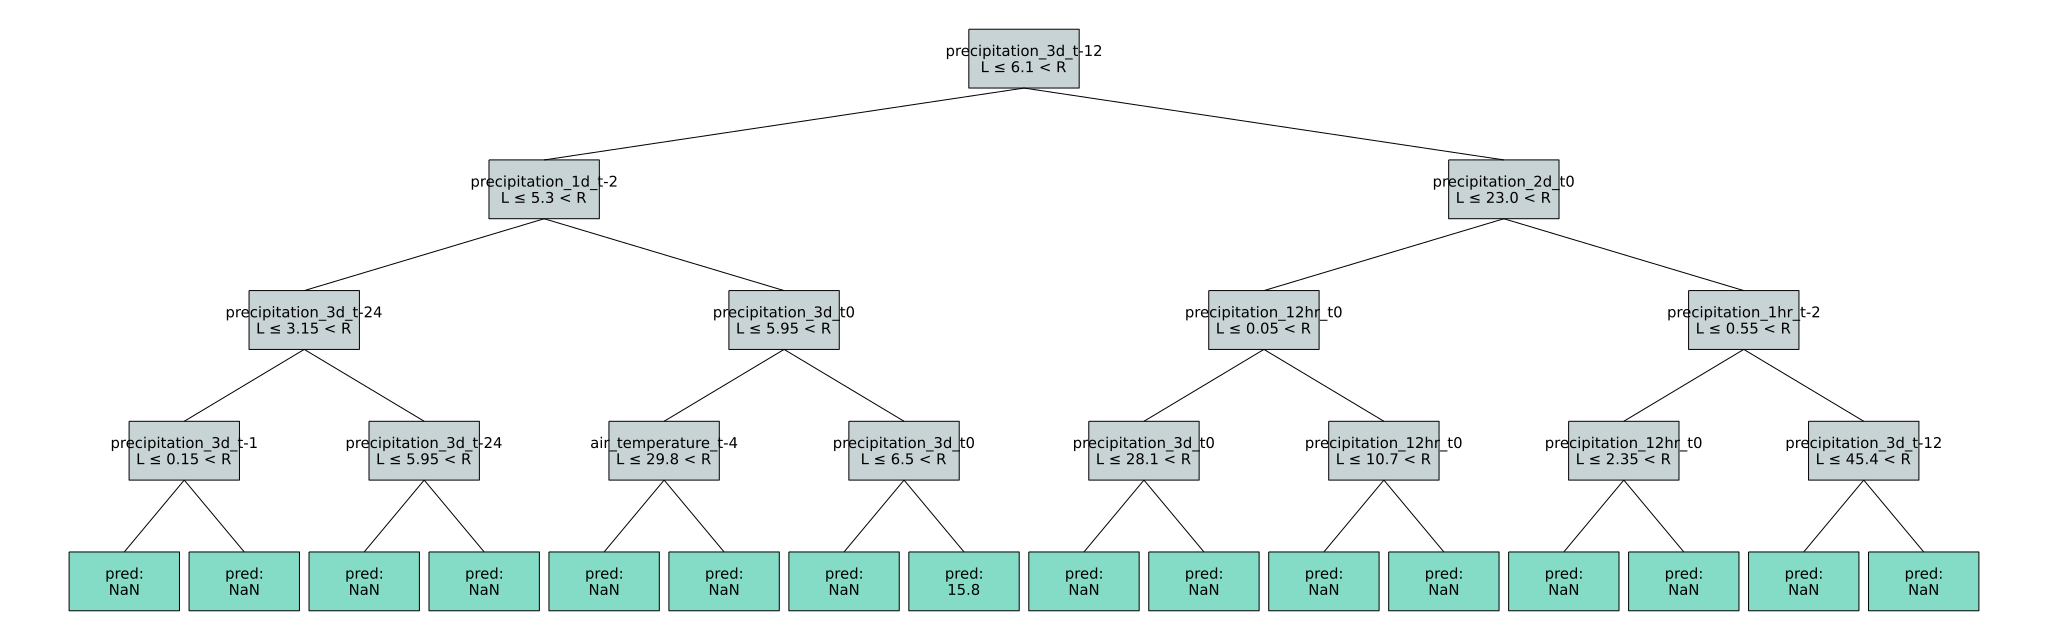 precipitation_3d_t-12
L ≤ 6.1 < R
precipitation_1d_t-2
L ≤ 5.3 < R
precipitation_2d_t0
L ≤ 23.0 < R
precipitation_3d_t-24
L ≤ 3.15 < R
precipitation_3d_t0
L ≤ 5.95 < R
precipitation_12hr_t0
L ≤ 0.05 < R
precipitation_1hr_t-2
L ≤ 0.55 < R
precipitation_3d_t-1
L ≤ 0.15 < R
precipitation_3d_t-24
L ≤ 5.95 < R
air_temperature_t-4
L ≤ 29.8 < R
precipitation_3d_t0
L ≤ 6.5 < R
precipitation_3d_t0
L ≤ 28.1 < R
precipitation_12hr_t0
L ≤ 10.7 < R
precipitation_12hr_t0
L ≤ 2.35 < R
precipitation_3d_t-12
L ≤ 45.4 < R
pred:
NaN
pred:
NaN
pred:
NaN
pred:
NaN
pred:
NaN
pred:
NaN
pred:
NaN
pred:
15.8
pred:
NaN
pred:
NaN
pred:
NaN
pred:
NaN
pred:
NaN
pred:
NaN
pred:
NaN
pred:
NaN